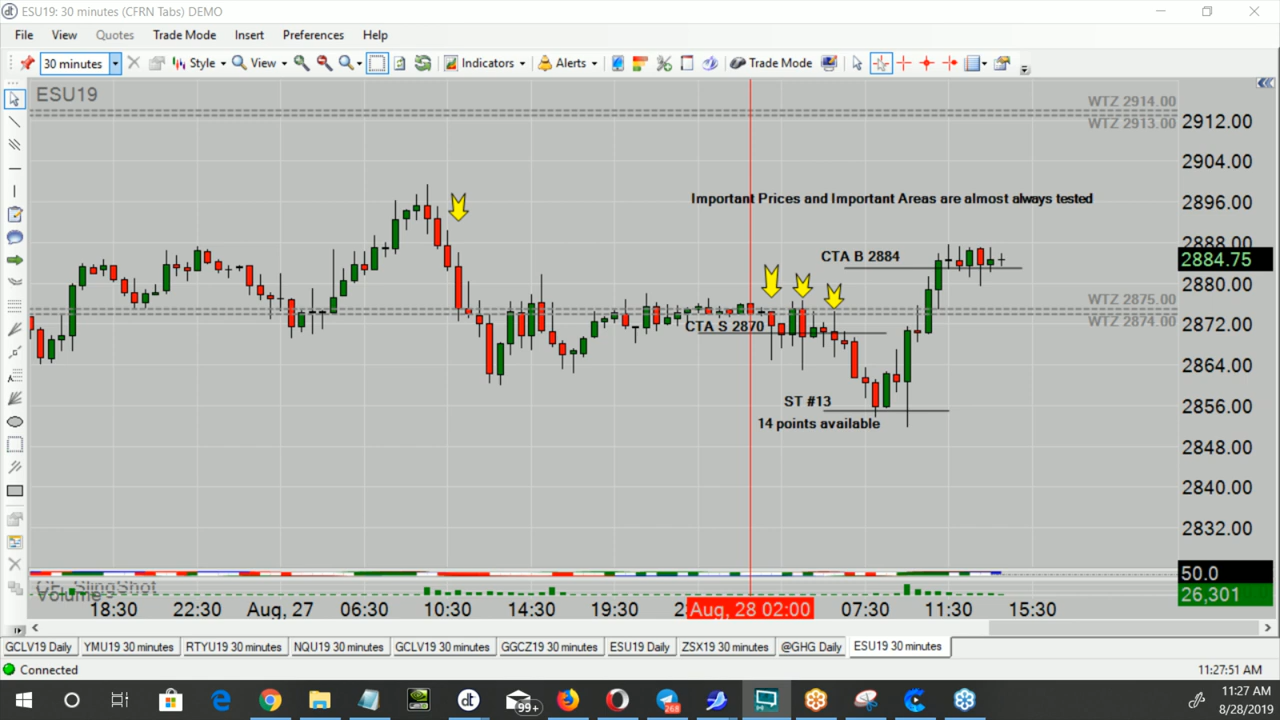 ESU19: 30 minutes (CFRN Tabs) DEMO
File View Quotes Trade Mode Insert Preferences Help
30 minutes Style View Indicators Alerts Trade Mode
ESU19
WTZ 2914.00
WTZ 2913.00
2912.00
2904.00
Important Prices and Important Areas are almost always tested
2896.00
2888.00
CTA B 2884
2884.75
2880.00
WTZ 2875.00
WTZ 2874.00
CTA S 2870
2872.00
2864.00
ST #13
2856.00
14 points available
2848.00
2840.00
2832.00
50.0
SlingShot
Volume
26,301
18:30 22:30 Aug, 27 06:30 10:30 14:30 19:30 Aug, 28 02:00 07:30 11:30 15:30
GCLV19 Daily YMU19 30 minutes RTYU19 30 minutes NQU19 30 minutes GCLV19 30 minutes GGCZ19 30 minutes ESU19 Daily ZSX19 30 minutes @GHG Daily ESU19 30 minutes
Connected 11:27:51 AM
99+ 268 11:27 AM
8/28/2019